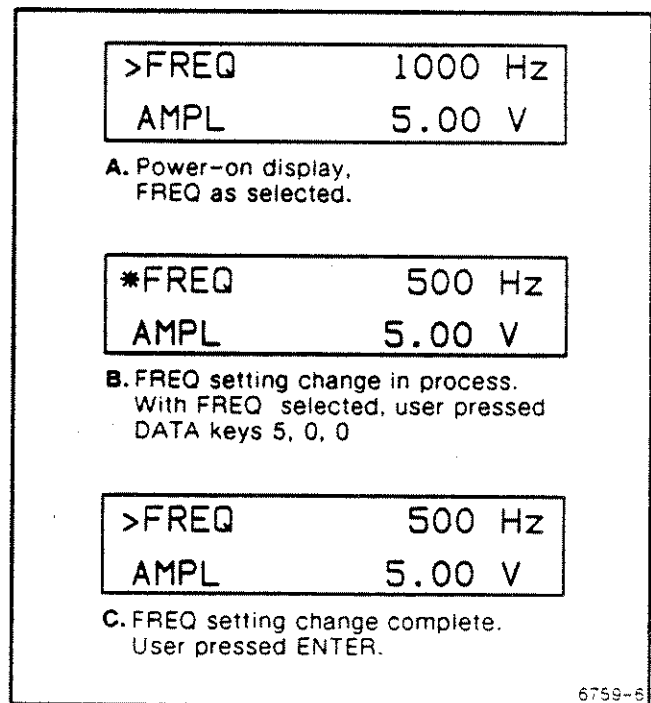 >FREQ 1000 Hz
AMPL 5.00 V
A. Power-on display,
FREQ as selected.
*FREQ 500 Hz
AMPL 5.00 V
B. FREQ setting change in process.
With FREQ selected, user pressed
DATA keys 5, 0, 0
>FREQ 500 Hz
AMPL 5.00 V
C. FREQ setting change complete.
User pressed ENTER.
6759-6